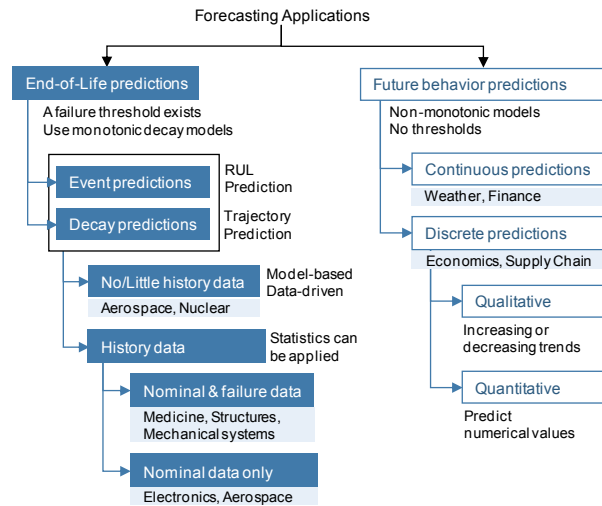 Forecasting Applications
End-of-Life predictions
A failure threshold exists
Use monotonic decay models
Event predictions
RUL
Prediction
Decay predictions
Trajectory
Prediction
No/Little history data
Model-based
Data-driven
Aerospace, Nuclear
History data
Statistics can
be applied
Nominal & failure data
Medicine, Structures,
Mechanical systems
Nominal data only
Electronics, Aerospace
Future behavior predictions
Non-monotonic models
No thresholds
Continuous predictions
Weather, Finance
Discrete predictions
Economics, Supply Chain
Qualitative
Increasing or
decreasing trends
Quantitative
Predict
numerical values